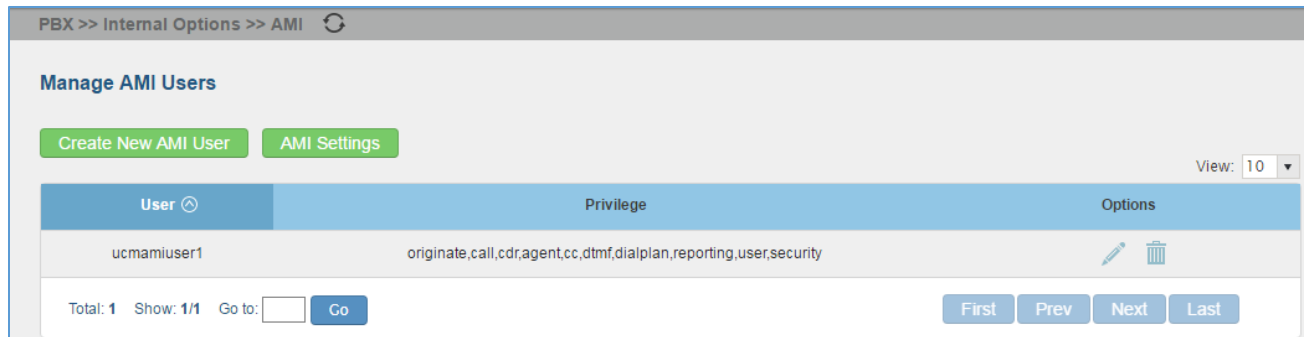 PBX >> Internal Options >> AMI
Manage AMI Users
Create New AMI User AMI Settings
View: 10
User Privilege Options
ucmamiuser1 originate,call,cdr,agent,cc,dtmf,dialplan,reporting,user,security
Total: 1 Show: 1/1 Go to: Go First Prev Next Last